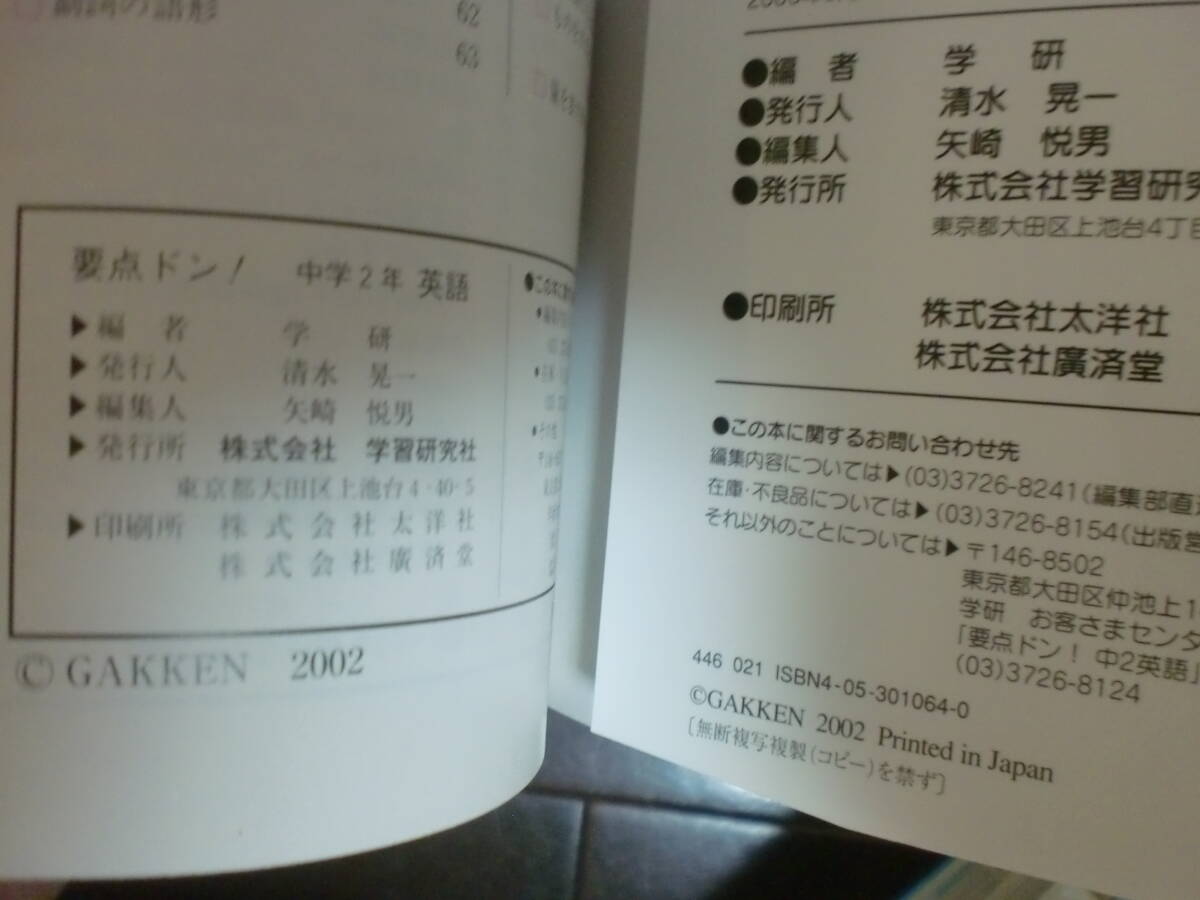 副詞の語形
62
63
要点ドン! 中学2年 英語
▶編者 学研
▶発行人 清水 晃一
▶編集人 矢崎 悦男
▶発行所 株式会社 学習研究社
東京都大田区上池台4-40-5
▶印刷所 株式会社太洋社
株式会社廣済堂
©GAKKEN 2002
●編者 学研
●発行人 清水 晃一
●編集人 矢崎 悦男
●発行所 株式会社学習研究
東京都大田区上池台4丁目
●印刷所 株式会社太洋社
株式会社廣済堂
●この本に関するお問い合わせ先
編集内容については▶(03)3726-8241(編集部直通
在庫・不良品については▶(03)3726-8154(出版営
それ以外のことについては▶〒146-8502
東京都大田区仲池上1
学研 お客さまセンタ
「要点ドン! 中2英語」
(03)3726-8124
446 021 ISBN4-05-301064-0
©GAKKEN 2002 Printed in Japan
[無断複写複製(コピー)を禁ず]